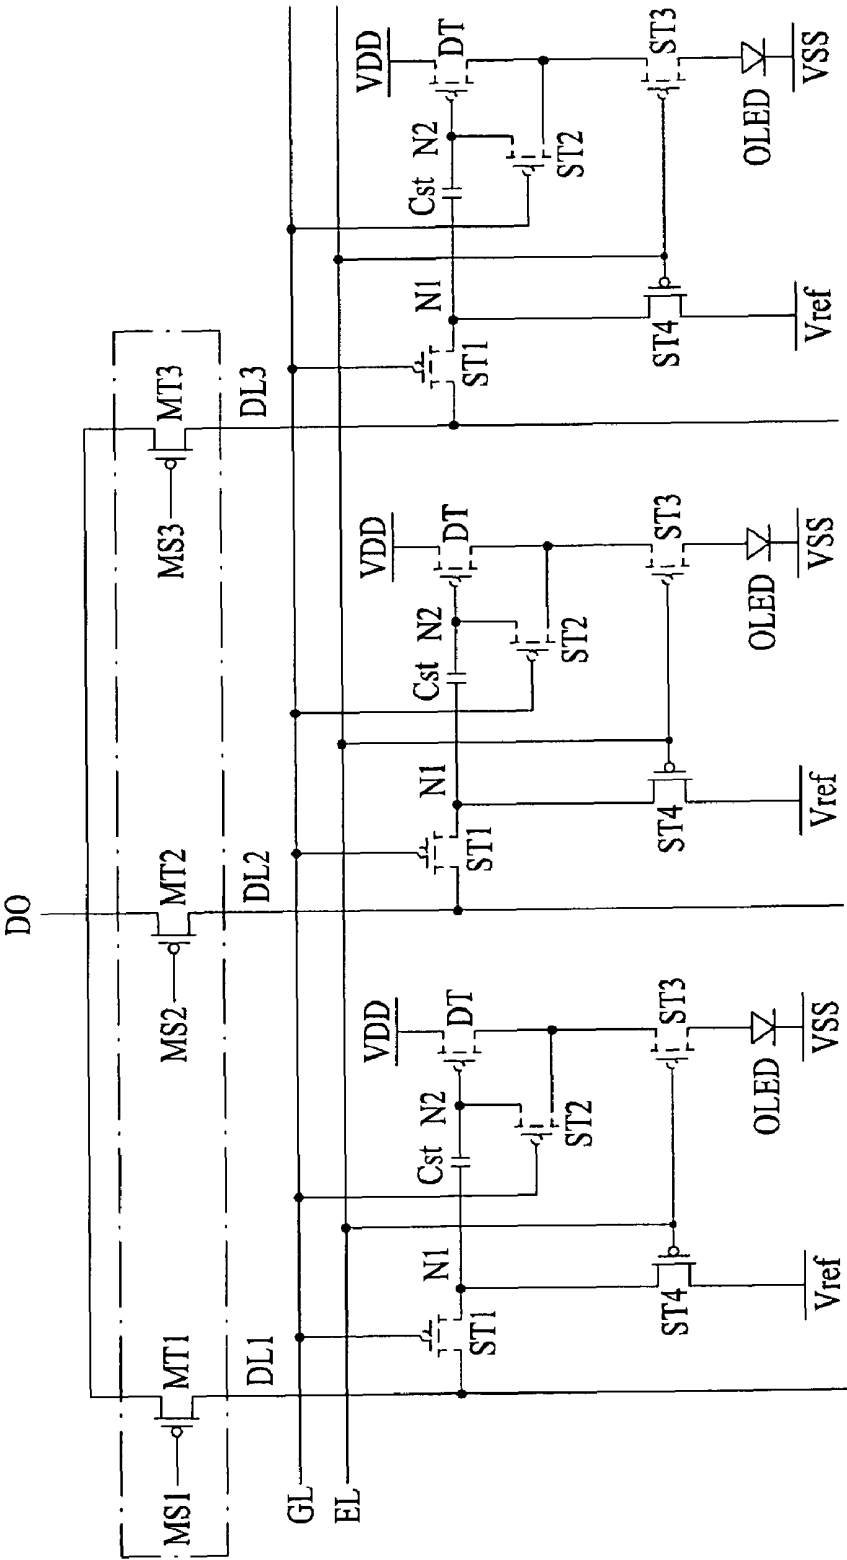 DO
MS1
MT1
MS2
MT2
MS3
MT3
DL1
DL2
DL3
GL
EL
ST1
N1
Cst
N2
VDD
DT
ST2
ST4
Vref
ST3
OLED
VSS
ST1
N1
Cst
N2
VDD
DT
ST2
ST4
Vref
ST3
OLED
VSS
ST1
N1
Cst
N2
VDD
DT
ST2
ST4
Vref
ST3
OLED
VSS